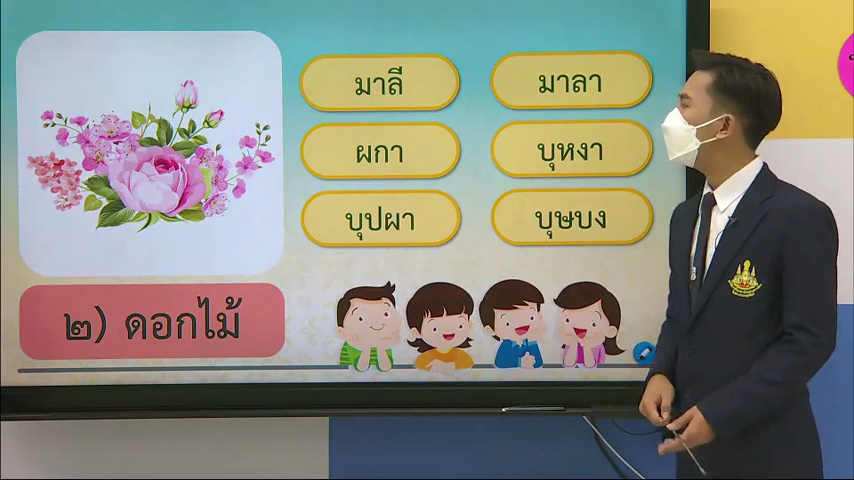 มาลี
มาลา
ผกา
บุหงา
บุปผา
บุษบง
๒) ดอกไม้